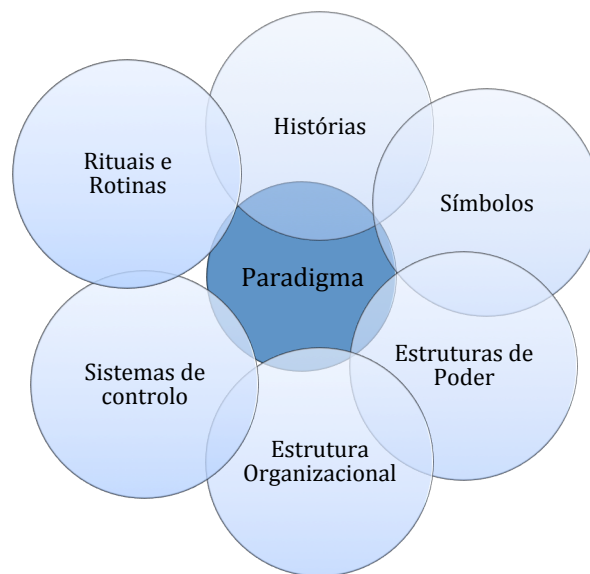 Histórias
Rituais e
Rotinas
Símbolos
Paradigma
Estruturas de
Poder
Sistemas de
controlo
Estrutura
Organizacional